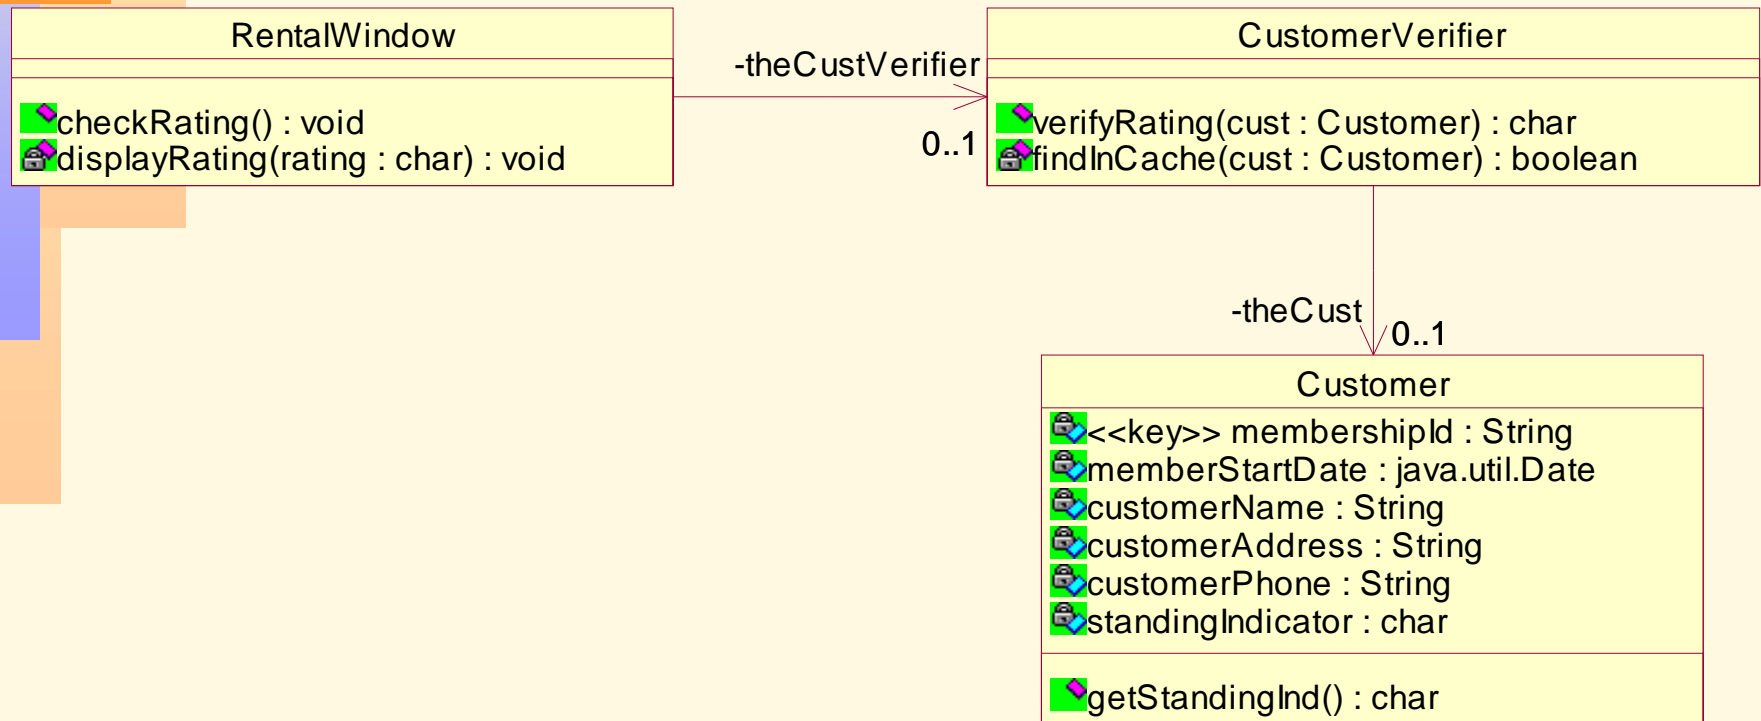 RentalWindow
checkRating() : void
displayRating(rating : char) : void
-theCustVerifier
0..1
CustomerVerifier
verifyRating(cust : Customer) : char
findInCache(cust : Customer) : boolean
-theCust
0..1
Customer
<<key>> membershipId : String
memberStartDate : java.util.Date
customerName : String
customerAddress : String
customerPhone : String
standingIndicator : char
getStandingInd() : char